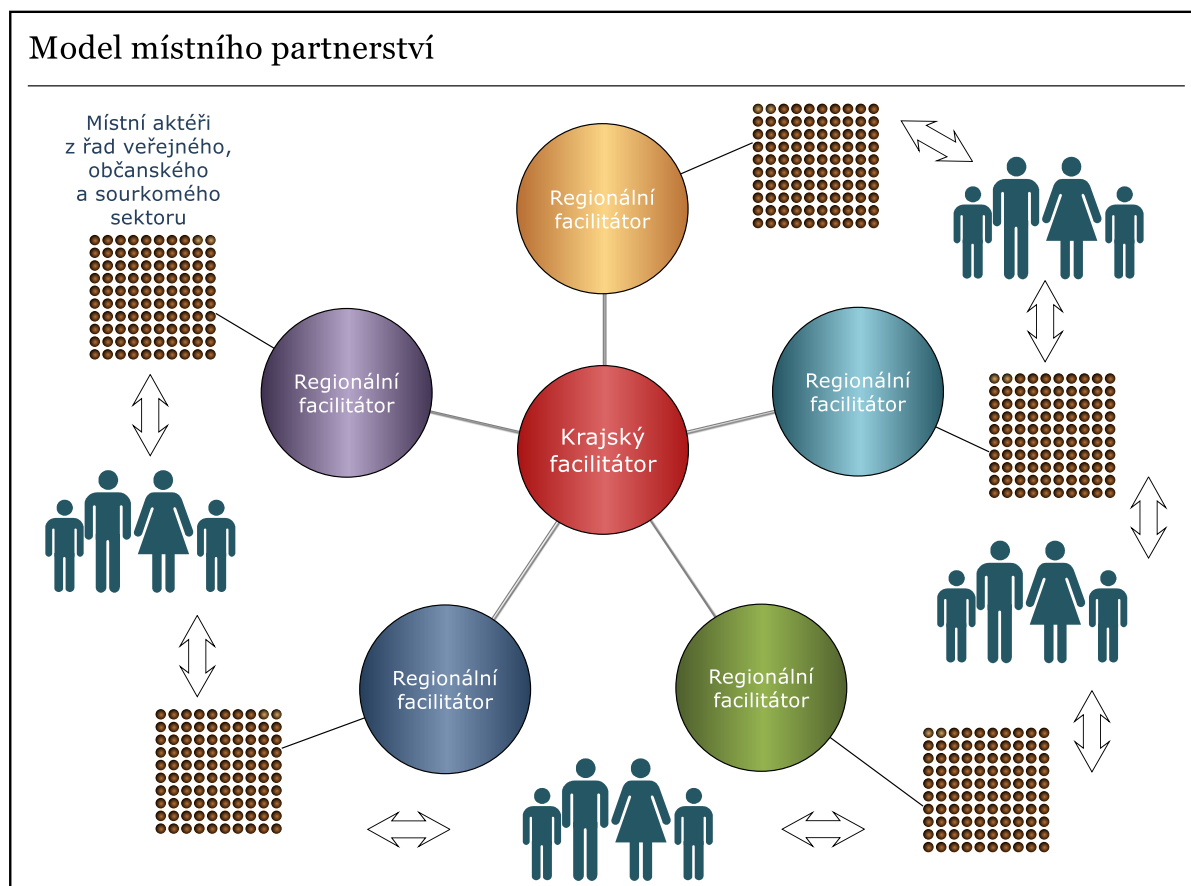 Model místního partnerství
Místní aktéři
z řad veřejného,
občanského
a sourkomého
sektoru
Regionální
facilitátor
Regionální
facilitátor
Regionální
facilitátor
Krajský
facilitátor
Regionální
facilitátor
Regionální
facilitátor